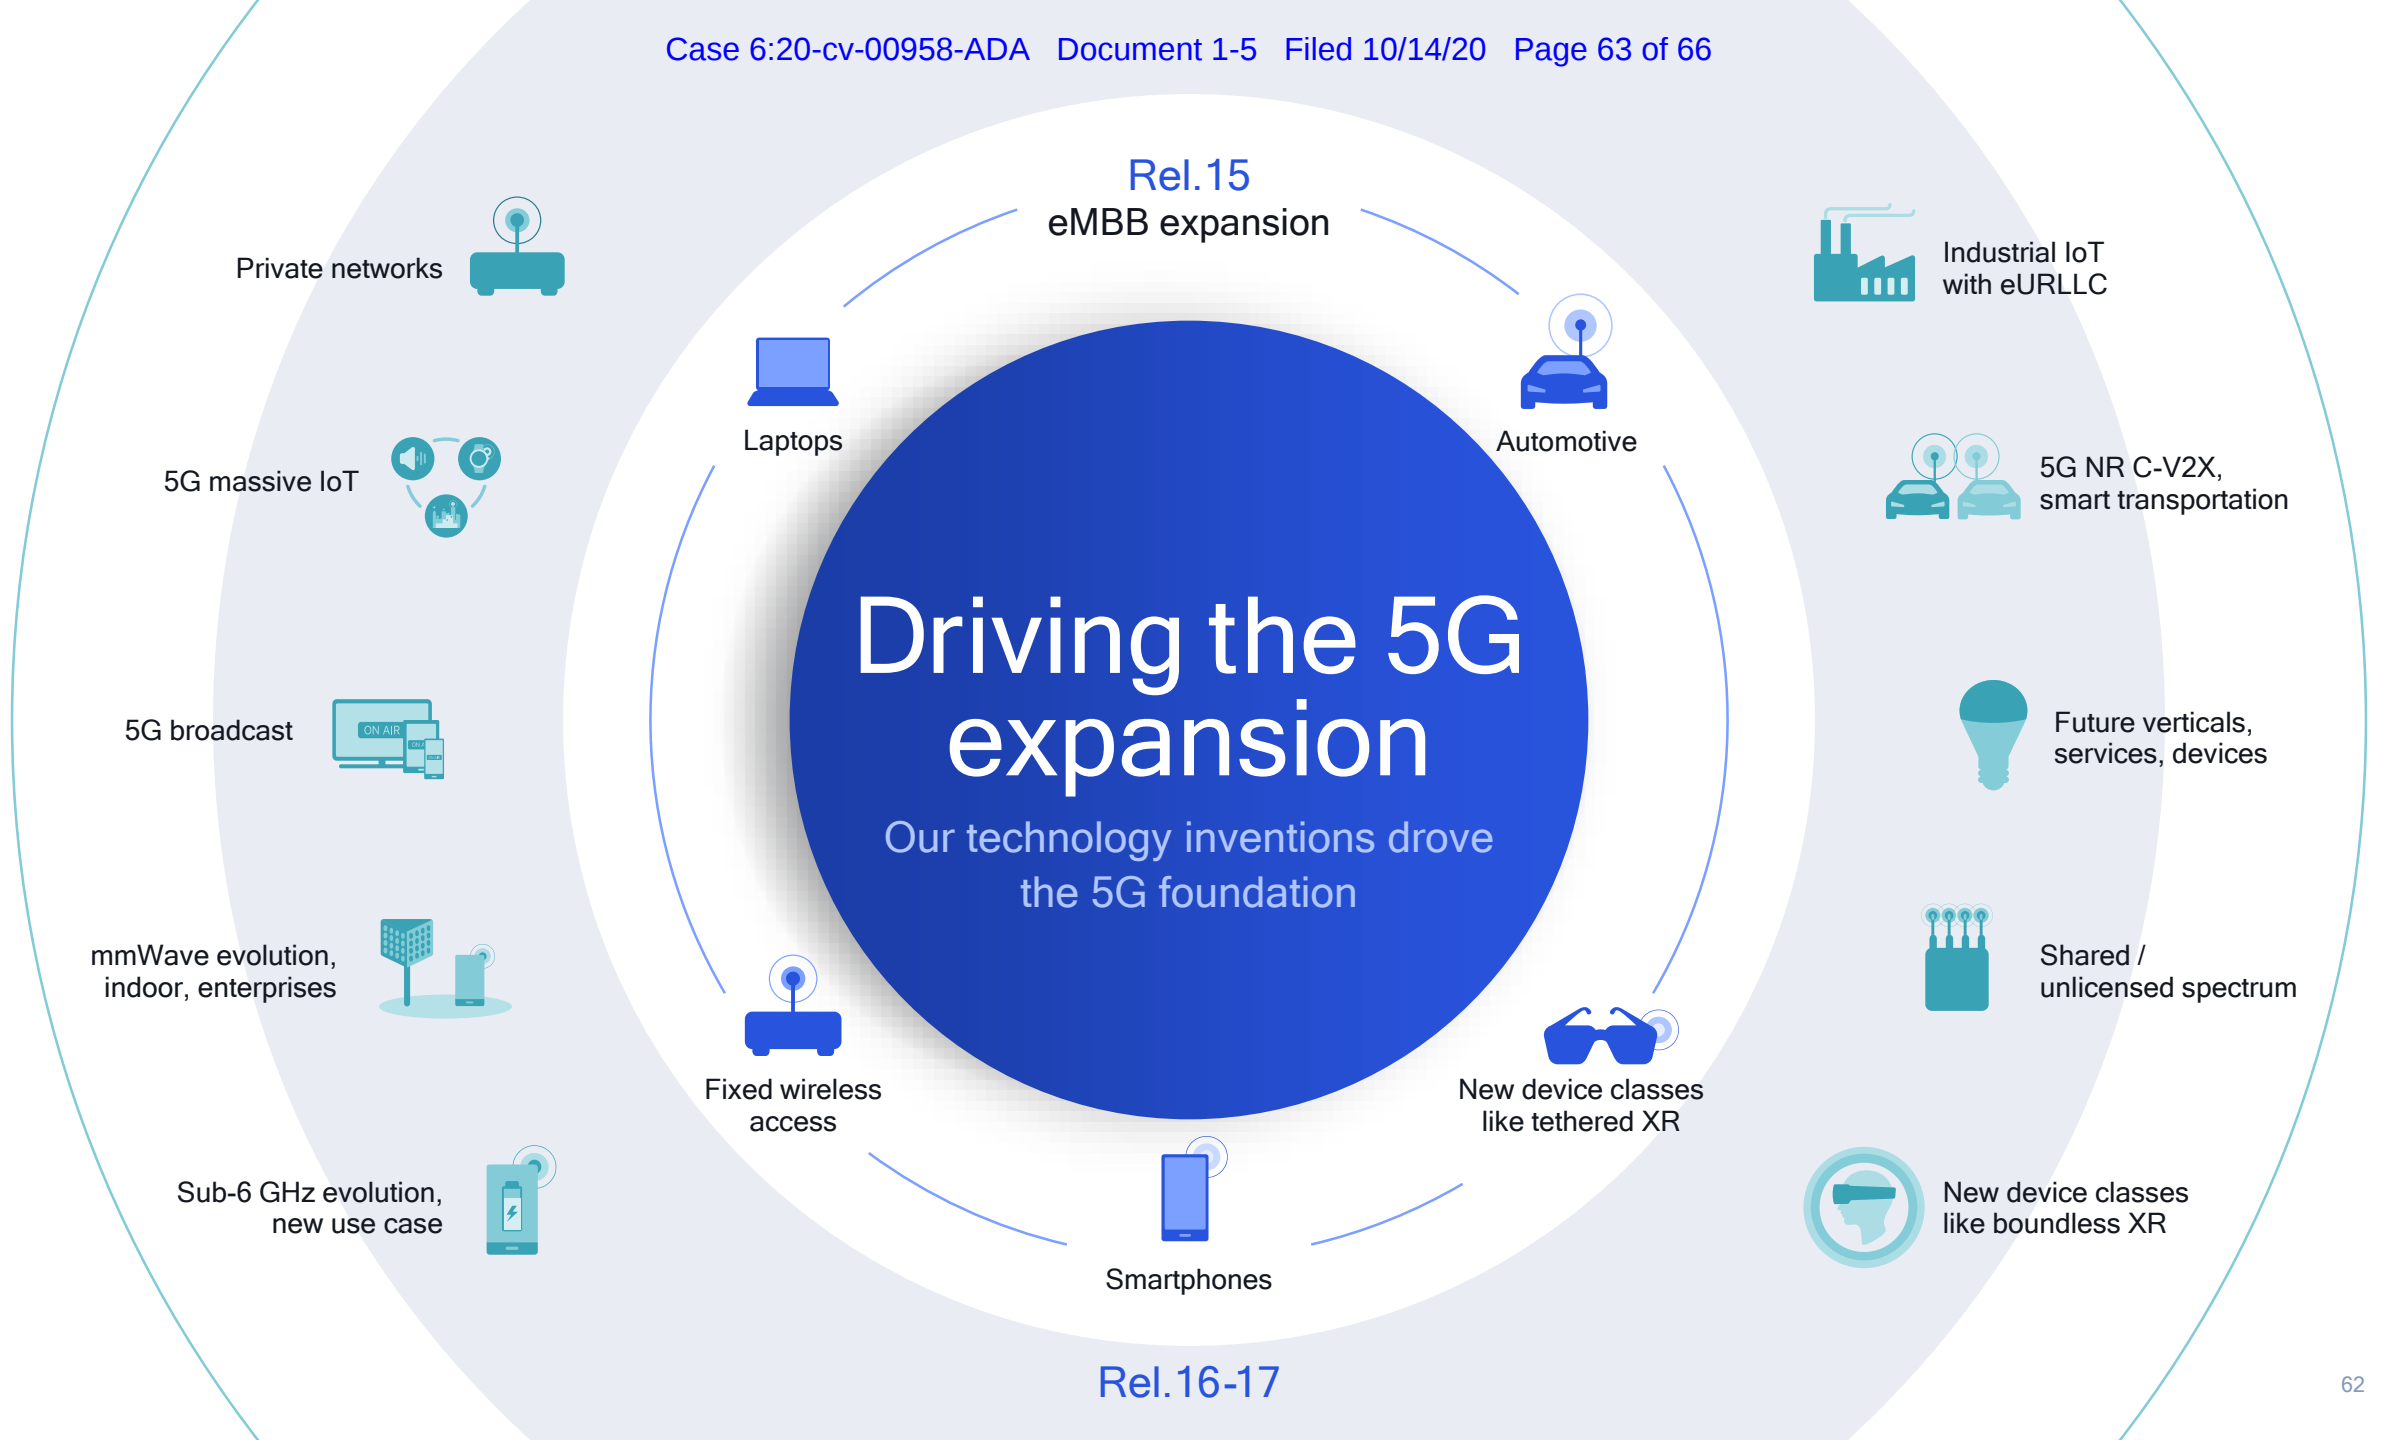 Case 6:20-cv-00958-ADA Document 1-5 Filed 10/14/20 Page 63 of 66
Rel.15
eMBB expansion
Private networks
Industrial IoT
with eURLLC
Laptops
Automotive
5G massive IoT
5G NR C-V2X,
smart transportation
Driving the 5G
expansion
Our technology inventions drove
the 5G foundation
5G broadcast
ON AIR
Future verticals,
services, devices
mmWave evolution,
indoor, enterprises
Shared /
unlicensed spectrum
Fixed wireless
access
New device classes
like tethered XR
Sub-6 GHz evolution,
new use case
Smartphones
New device classes
like boundless XR
Rel.16-17
62